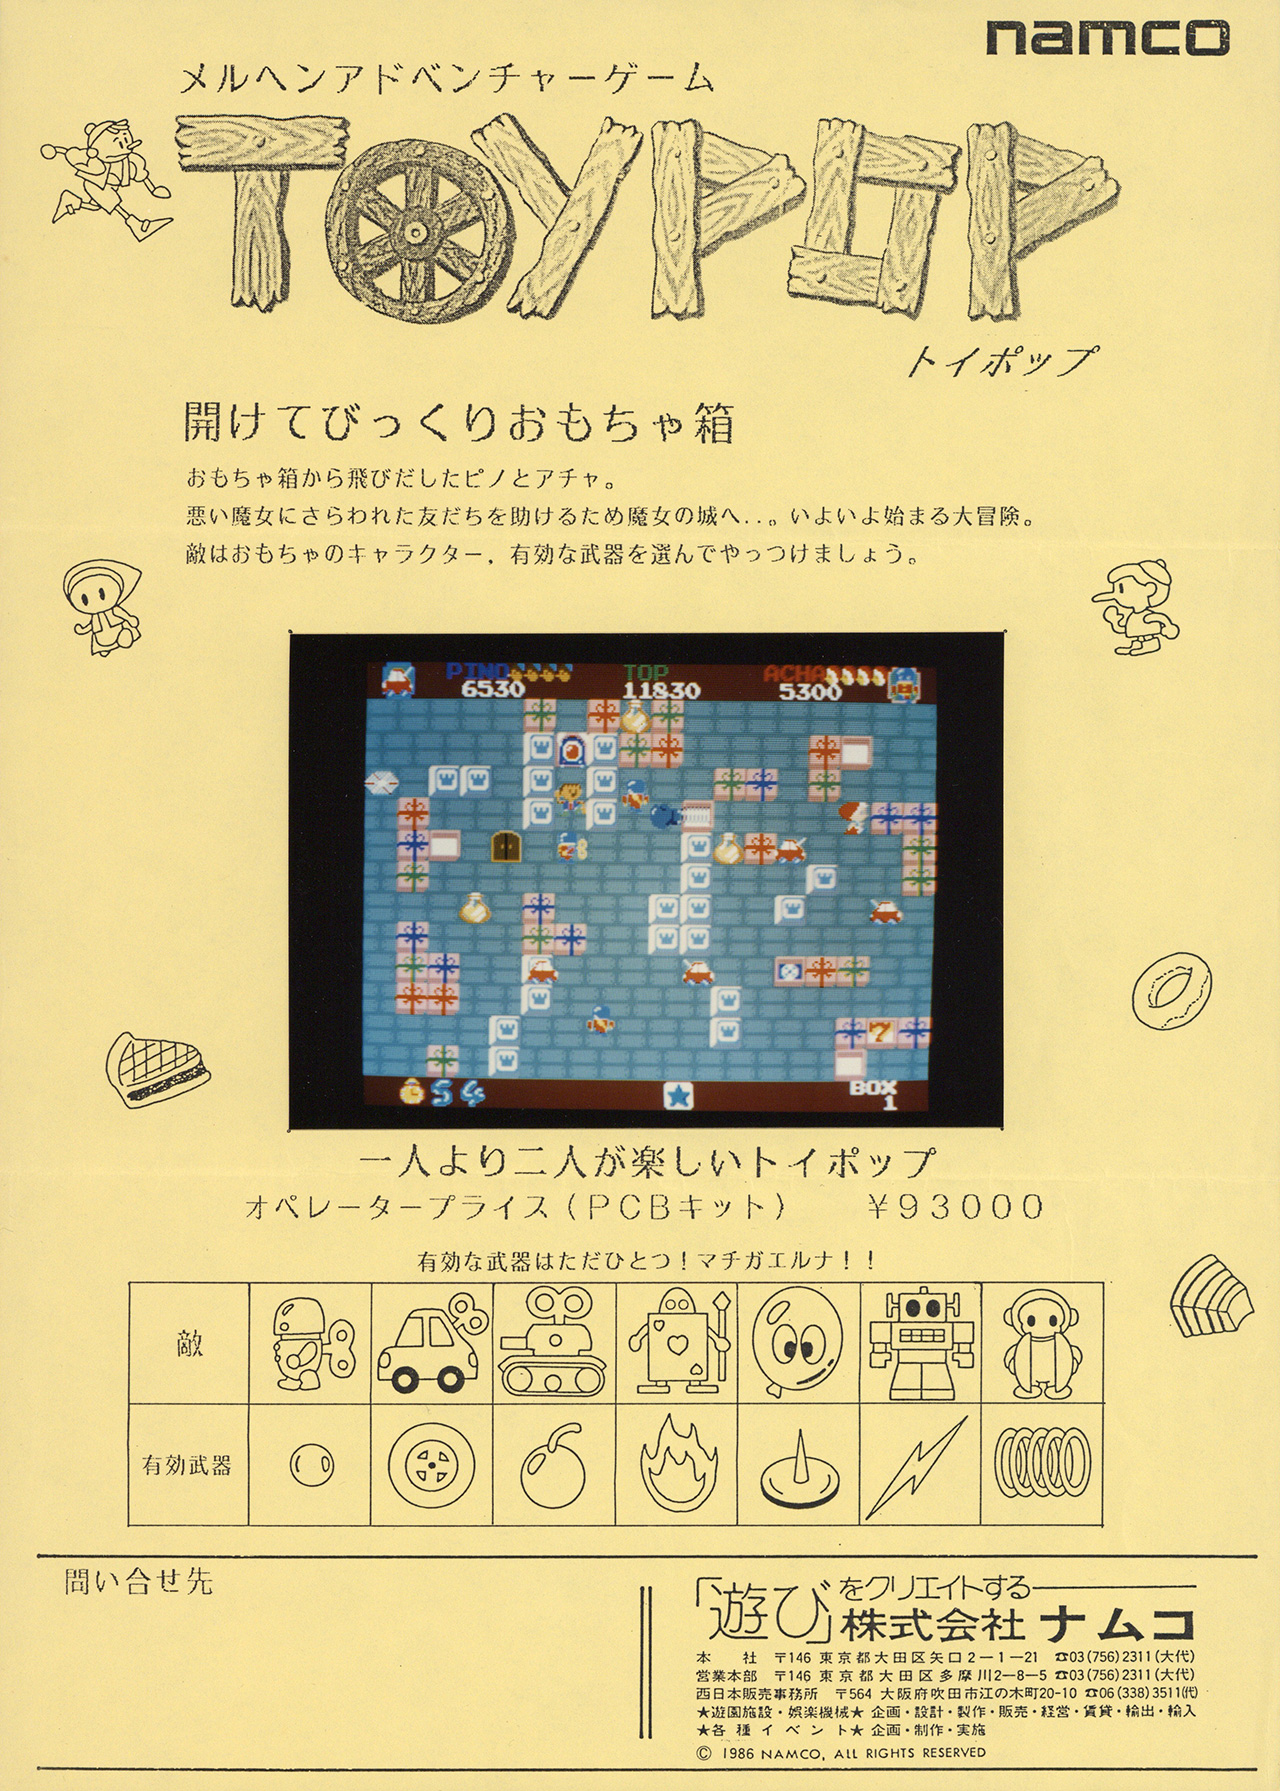 namco
メルヘンアドベンチャーゲーム
TOYPOP
トイポップ
開けてびっくりおもちゃ箱
おもちゃ箱から飛びだしたピノとアチャ。
悪い魔女にさらわれた友だちを助けるため魔女の城へ..。いよいよ始まる大冒険。
敵はおもちゃのキャラクター，有効な武器を選んでやっつけましょう。
PINO TOP ACHA
6530 11830 5300
7
BOX
1
一人より二人が楽しいトイポップ
オペレータープライス(PCBキット) ￥93000
有効な武器はただひとつ！マチガエルナ！！
敵
有効武器
問い合せ先
「遊び」をクリエイトする
株式会社 ナムコ
本 社 〒146 東京都大田区矢口2－1－21 ☎03(756)2311(大代)
営業本部 〒146 東京都大田区多摩川2－8－5 ☎03(756)2311(大代)
西日本販売事務所 〒564 大阪府吹田市江の木町20-10 ☎06(338)3511(代)
★遊園施設・娯楽機械★ 企画・設計・製作・販売・経営・賃貸・輸出・輸入
★各種イベント★ 企画・制作・実施
© 1986 NAMCO, ALL RIGHTS RESERVED